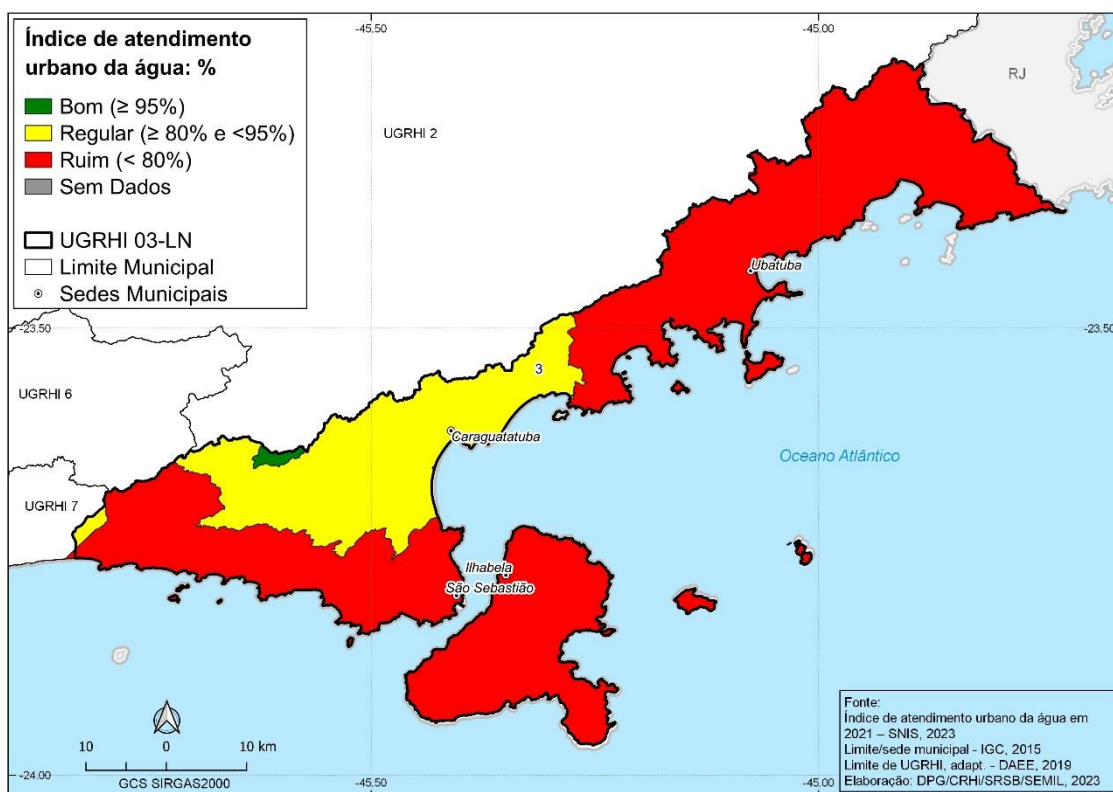 Índice de atendimento
urbano da água: %
Bom (≥ 95%)
Regular (≥ 80% e <95%)
Ruim (< 80%)
Sem Dados
UGRHI 03-LN
Limite Municipal
Sedes Municipais
-45.50
-45.00
RJ
UGRHI 2
Ubatuba
-23.50
-23.50
3
UGRHI 6
Caraguatatuba
Oceano Atlântico
UGRHI 7
Ilhabela
São Sebastião
10 0 10 km
GCS SIRGAS2000
Fonte:
Índice de atendimento urbano da água em
2021 – SNIS, 2023
Limite/sede municipal - IGC, 2015
Limite de UGRHI, adapt. - DAEE, 2019
Elaboração: DPG/CRHi/SRSB/SEMIL, 2023
-24.00
-24.00
-45.50
-45.00